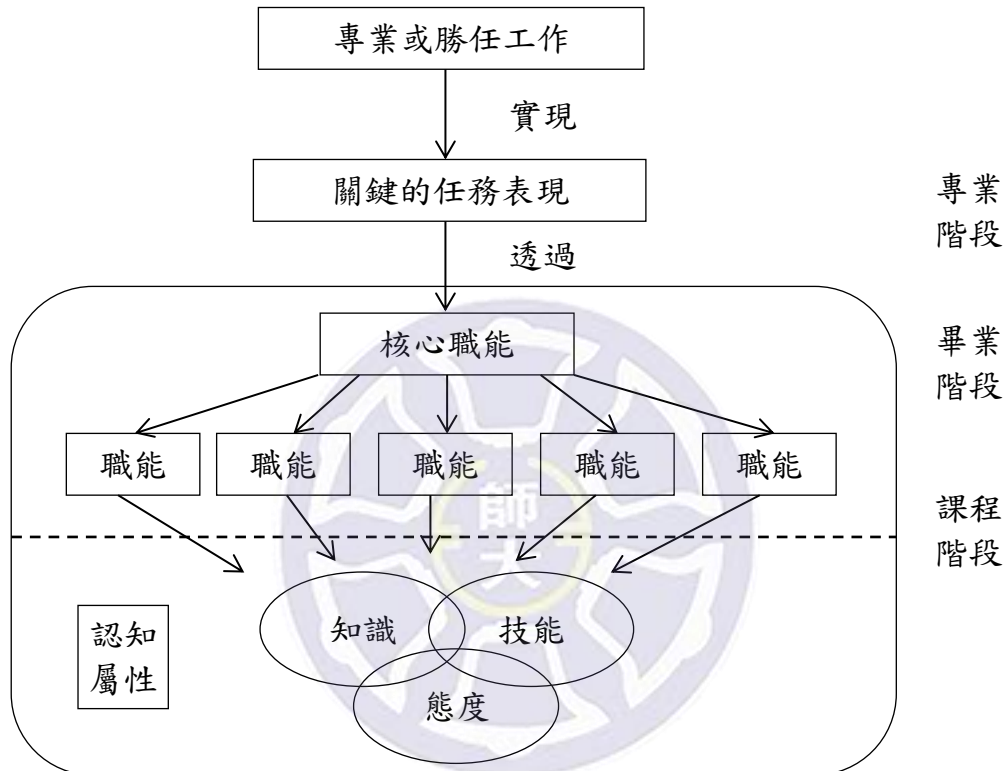 專業或勝任工作
實現
關鍵的任務表現
專業
階段
透過
核心職能
畢業
階段
職能 職能 職能 職能 職能
師
大
課程
階段
認知
屬性
知識 技能
態度